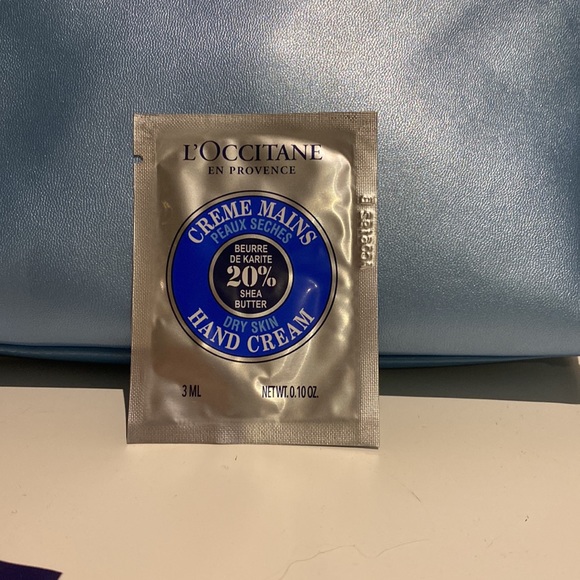 L'OCCITANE
EN PROVENCE
CREME MAINS
PEAUX SECHES
BEURRE
DE KARITE
20%
SHEA
BUTTER
DRY SKIN
HAND CREAM
3 ML
NET WT. 0.10 OZ.